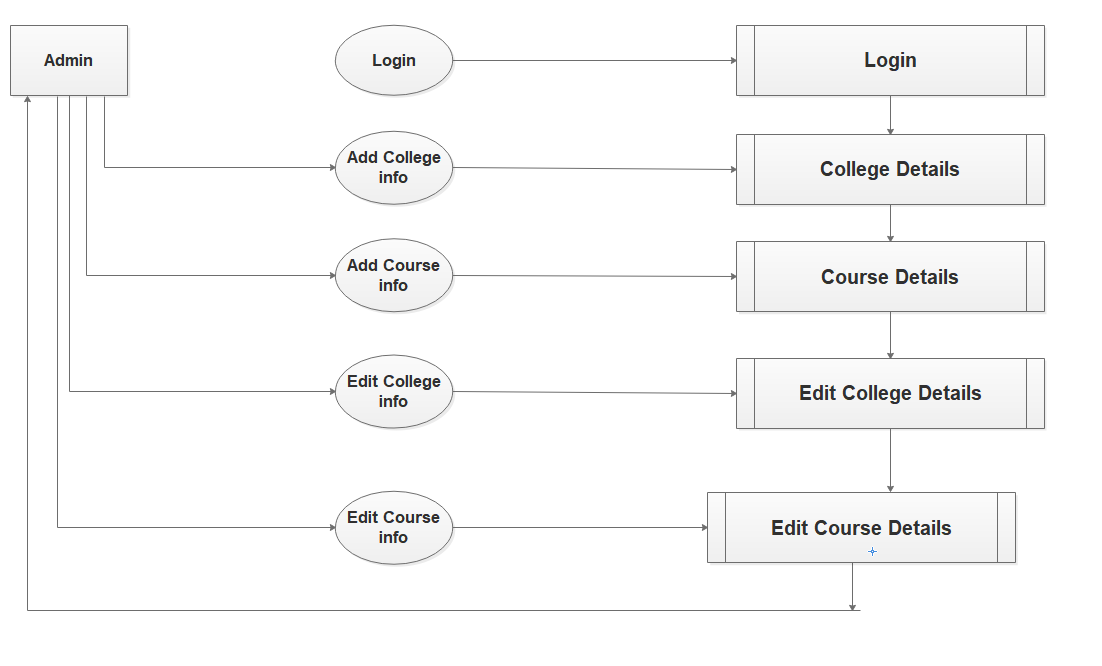 Admin
Login
Login
Add College
info
College Details
Add Course
info
Course Details
Edit College
info
Edit College Details
Edit Course
info
Edit Course Details